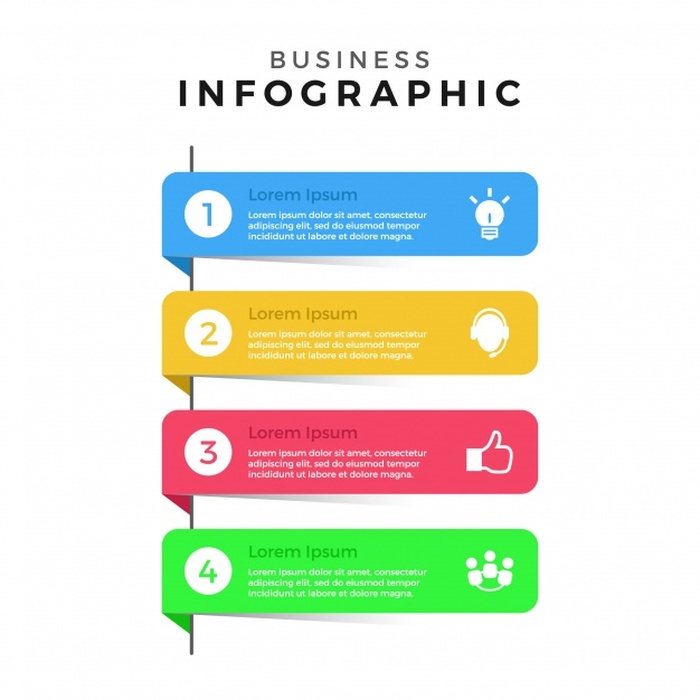 BUSINESS
INFOGRAPHIC
1
Lorem Ipsum
Lorem ipsum dolor sit amet, consectetur
adipiscing elit, sed do eiusmod tempor
incididunt ut labore et dolore magna.
2
Lorem Ipsum
Lorem ipsum dolor sit amet, consectetur
adipiscing elit, sed do eiusmod tempor
incididunt ut labore et dolore magna.
3
Lorem Ipsum
Lorem ipsum dolor sit amet, consectetur
adipiscing elit, sed do eiusmod tempor
incididunt ut labore et dolore magna.
4
Lorem Ipsum
Lorem ipsum dolor sit amet, consectetur
adipiscing elit, sed do eiusmod tempor
incididunt ut labore et dolore magna.